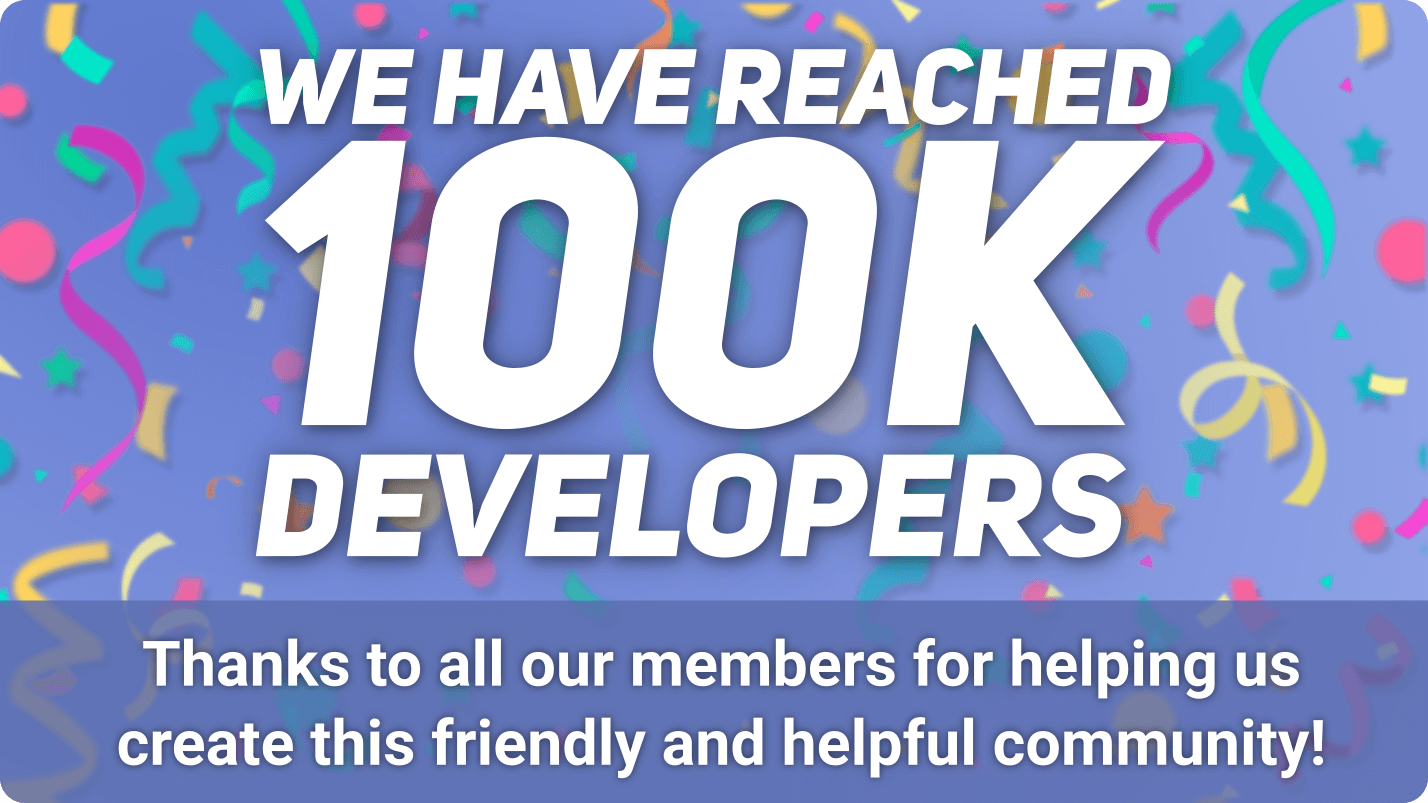 WE HAVE REACHED
100K
DEVELOPERS
Thanks to all our members for helping us
create this friendly and helpful community!